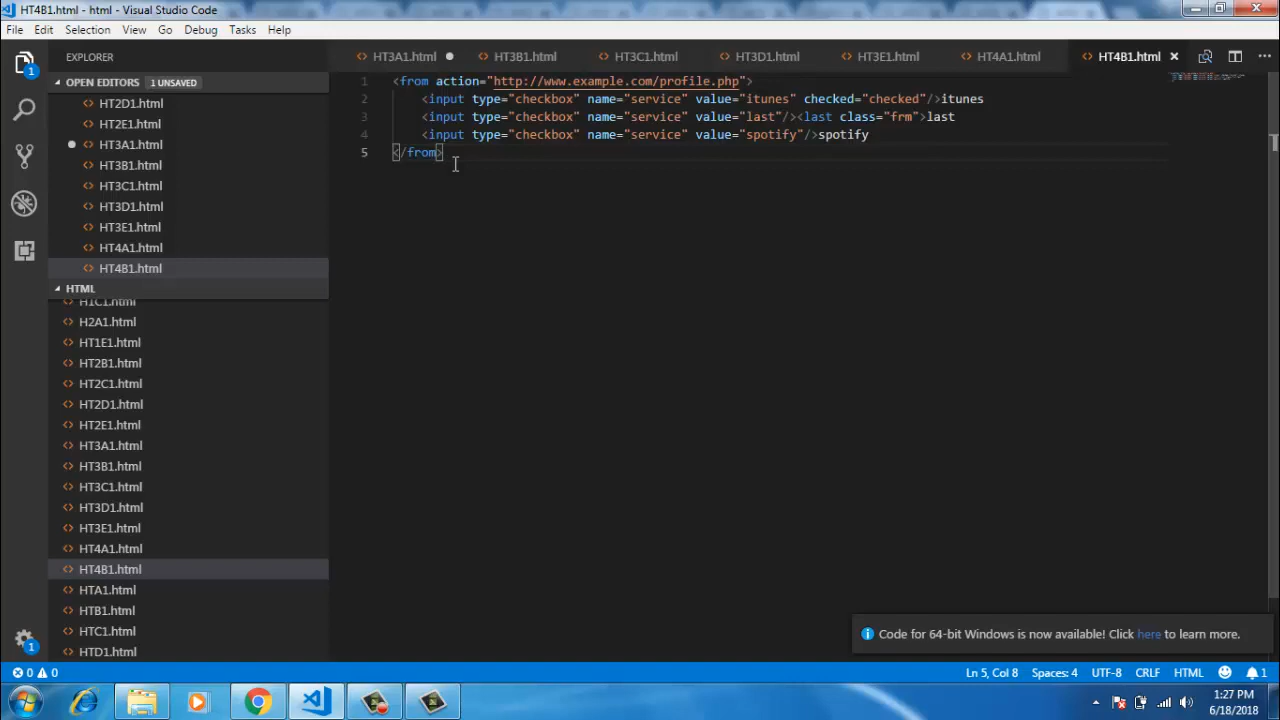 HT4B1.html - html - Visual Studio Code
File Edit Selection View Go Debug Tasks Help
EXPLORER
HT3A1.html HT3B1.html HT3C1.html HT3D1.html HT3E1.html HT4A1.html HT4B1.html
OPEN EDITORS 1 UNSAVED
HT2D1.html
HT2E1.html
HT3A1.html
HT3B1.html
HT3C1.html
HT3D1.html
HT3E1.html
HT4A1.html
HT4B1.html
HTML
H1C1.html
H2A1.html
HT1E1.html
HT2B1.html
HT2C1.html
HT2D1.html
HT2E1.html
HT3A1.html
HT3B1.html
HT3C1.html
HT3D1.html
HT3E1.html
HT4A1.html
HT4B1.html
HTA1.html
HTB1.html
HTC1.html
HTD1.html
1 <from action="http://www.example.com/profile.php">
2 <input type="checkbox" name="service" value="itunes" checked="checked"/>itunes
3 <input type="checkbox" name="service" value="last"/><last class="frm">last
4 <input type="checkbox" name="service" value="spotify"/>spotify
5 </from>
1
1
Code for 64-bit Windows is now available! Click here to learn more.
0 0
Ln 5, Col 8 Spaces: 4 UTF-8 CRLF HTML 1
1:27 PM
6/18/2018